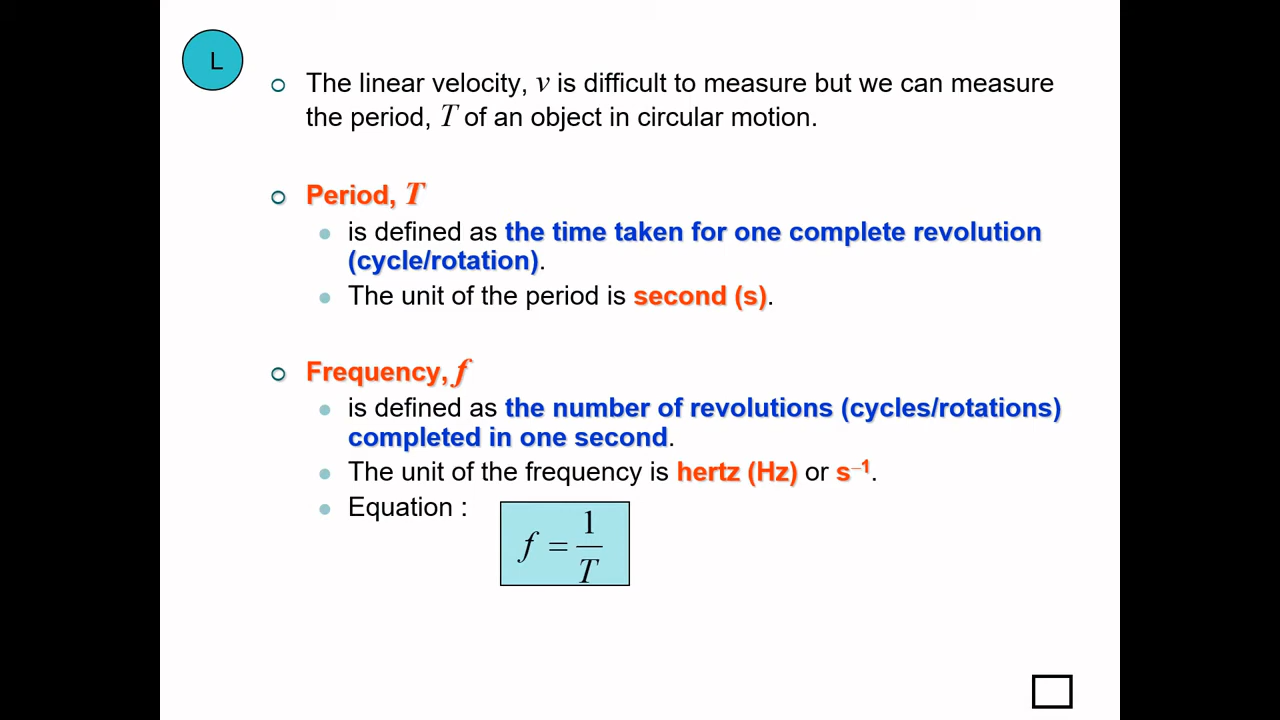 L
The linear velocity, v is difficult to measure but we can measure
the period, T of an object in circular motion.
Period, T
is defined as the time taken for one complete revolution
(cycle/rotation).
The unit of the period is second (s).
Frequency, f
is defined as the number of revolutions (cycles/rotations)
completed in one second.
The unit of the frequency is hertz (Hz) or s⁻¹.
Equation :
f = 1/T